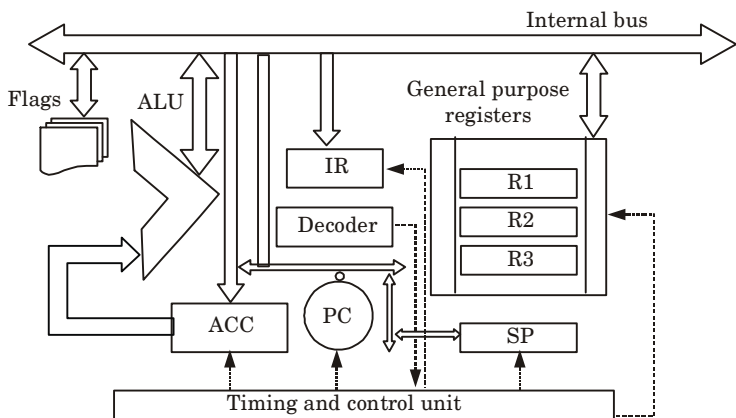 Internal bus
Flags
ALU
General purpose
registers
IR
R1
Decoder
R2
R3
ACC
PC
SP
Timing and control unit